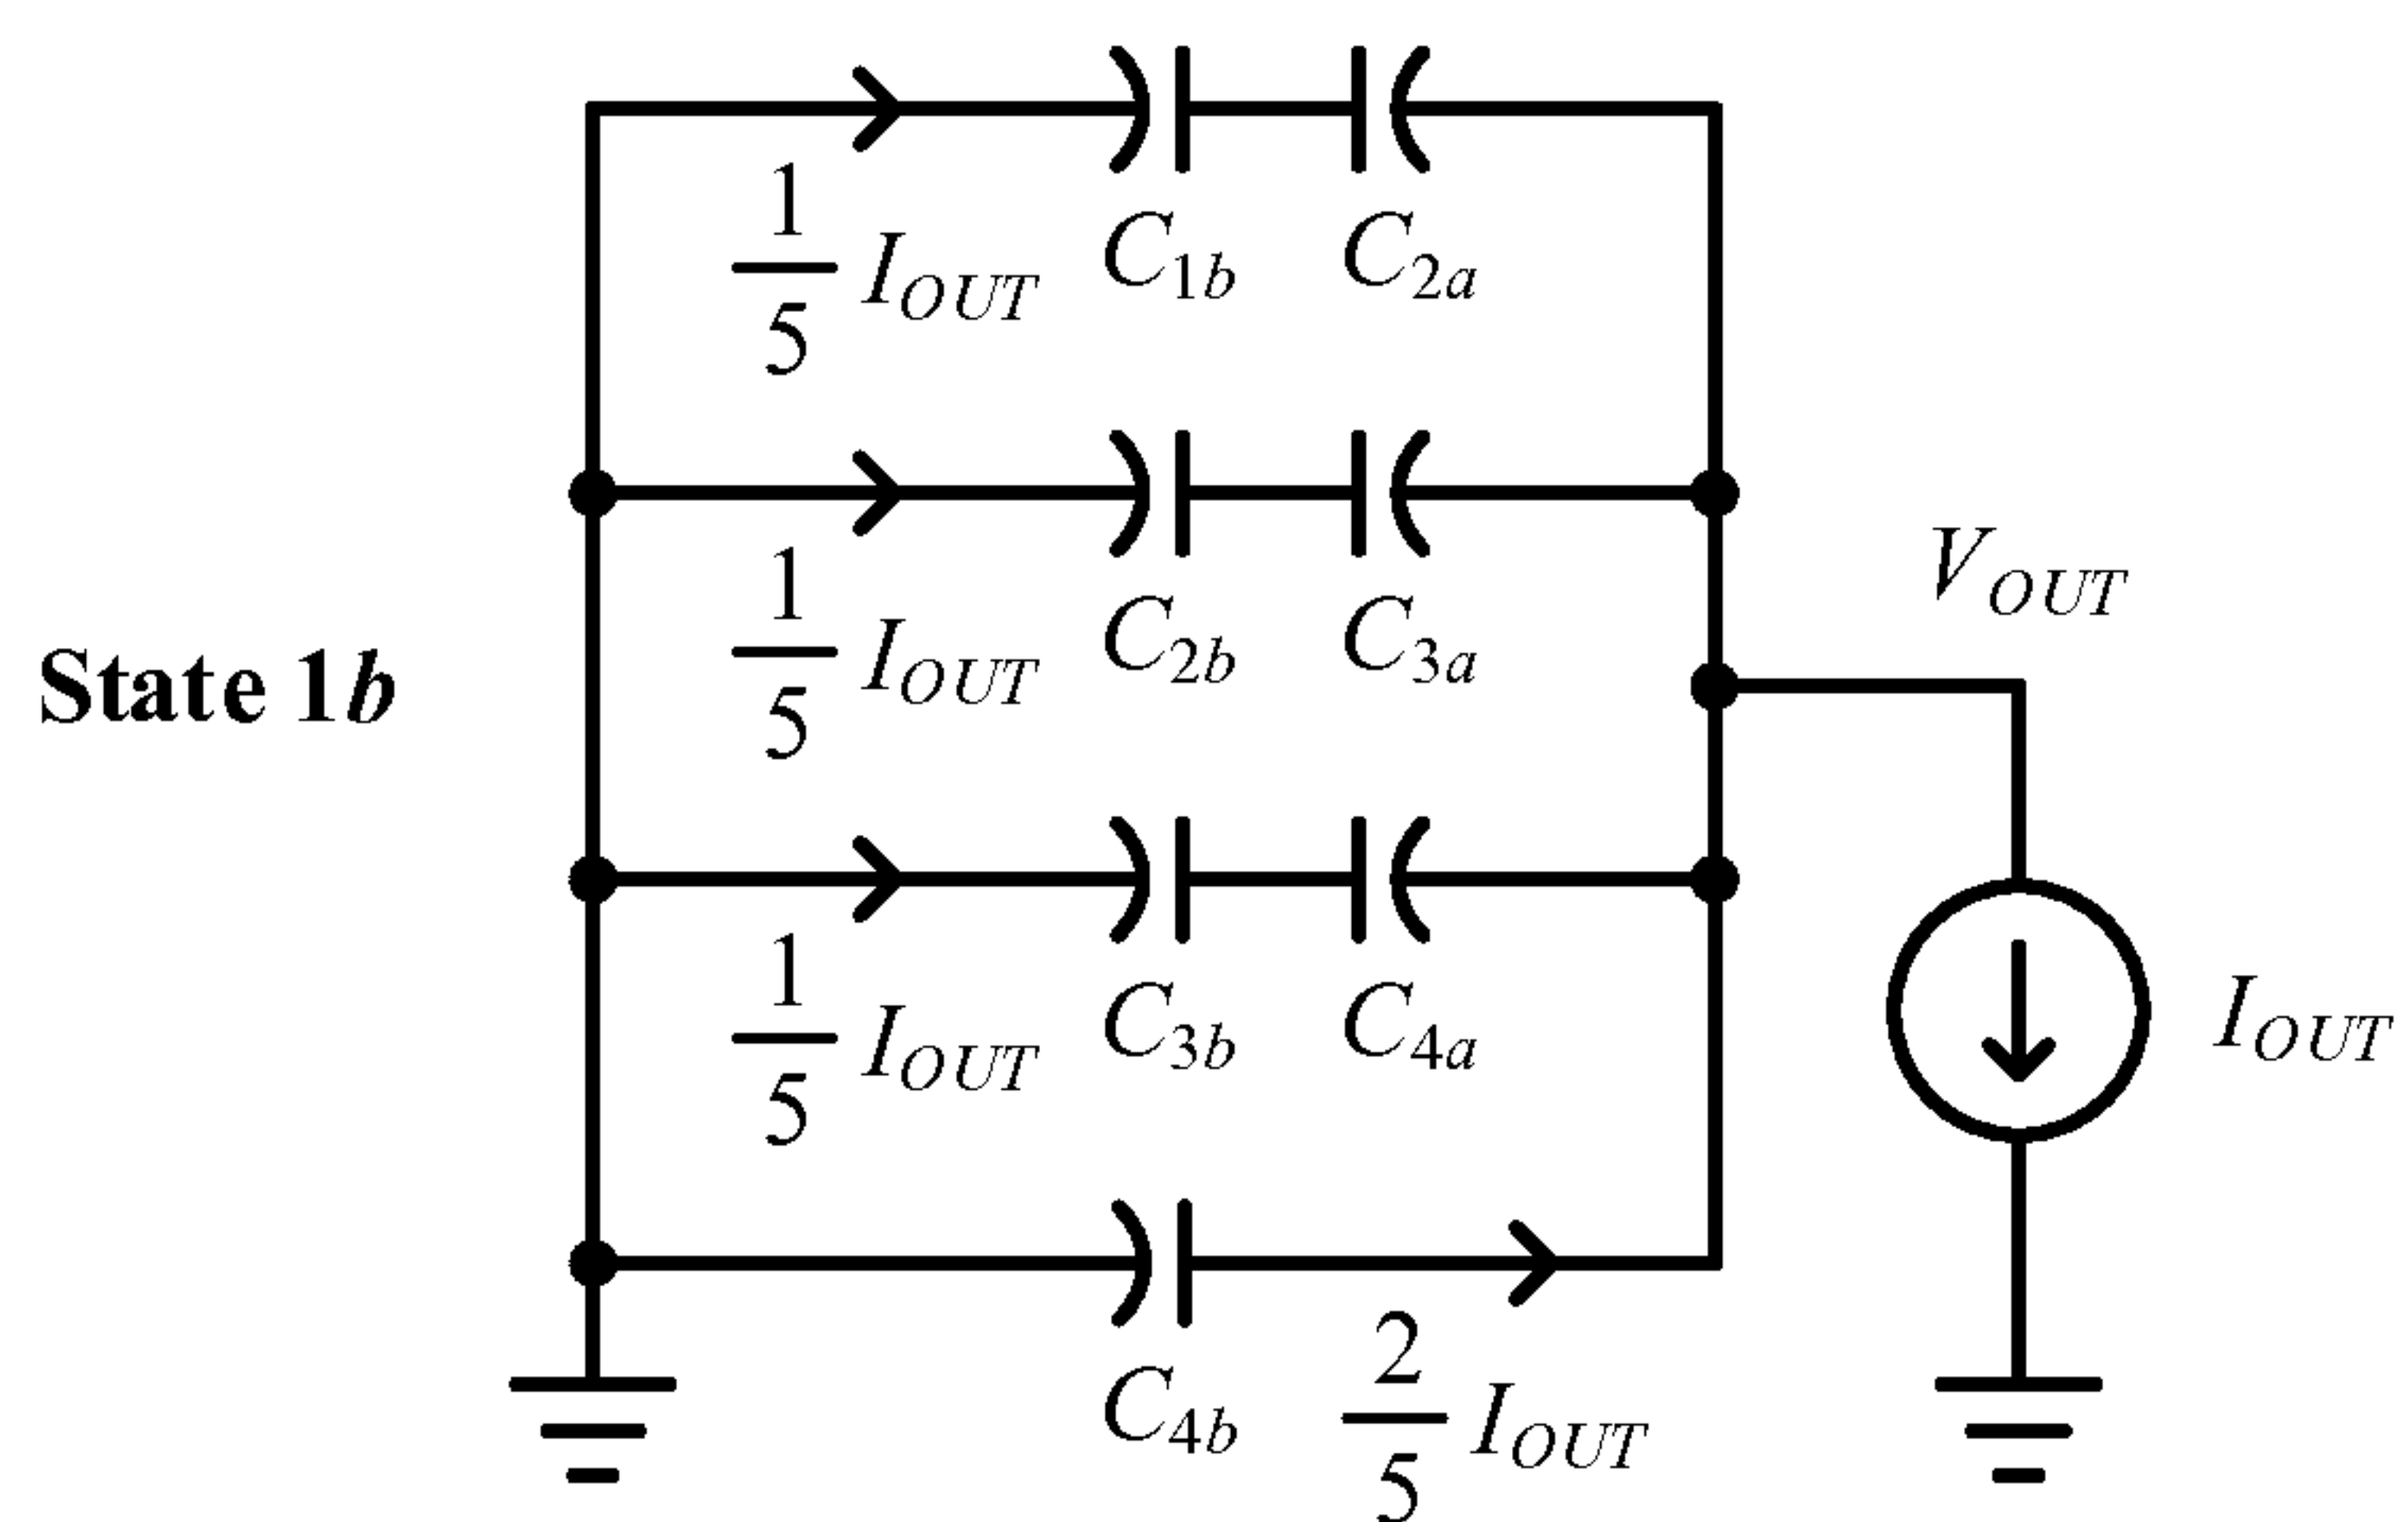 1/5 I_OUT
C_1b C_2a
1/5 I_OUT
C_2b C_3a
V_OUT
State 1b
1/5 I_OUT
C_3b C_4a
I_OUT
C_4b
2/5 I_OUT